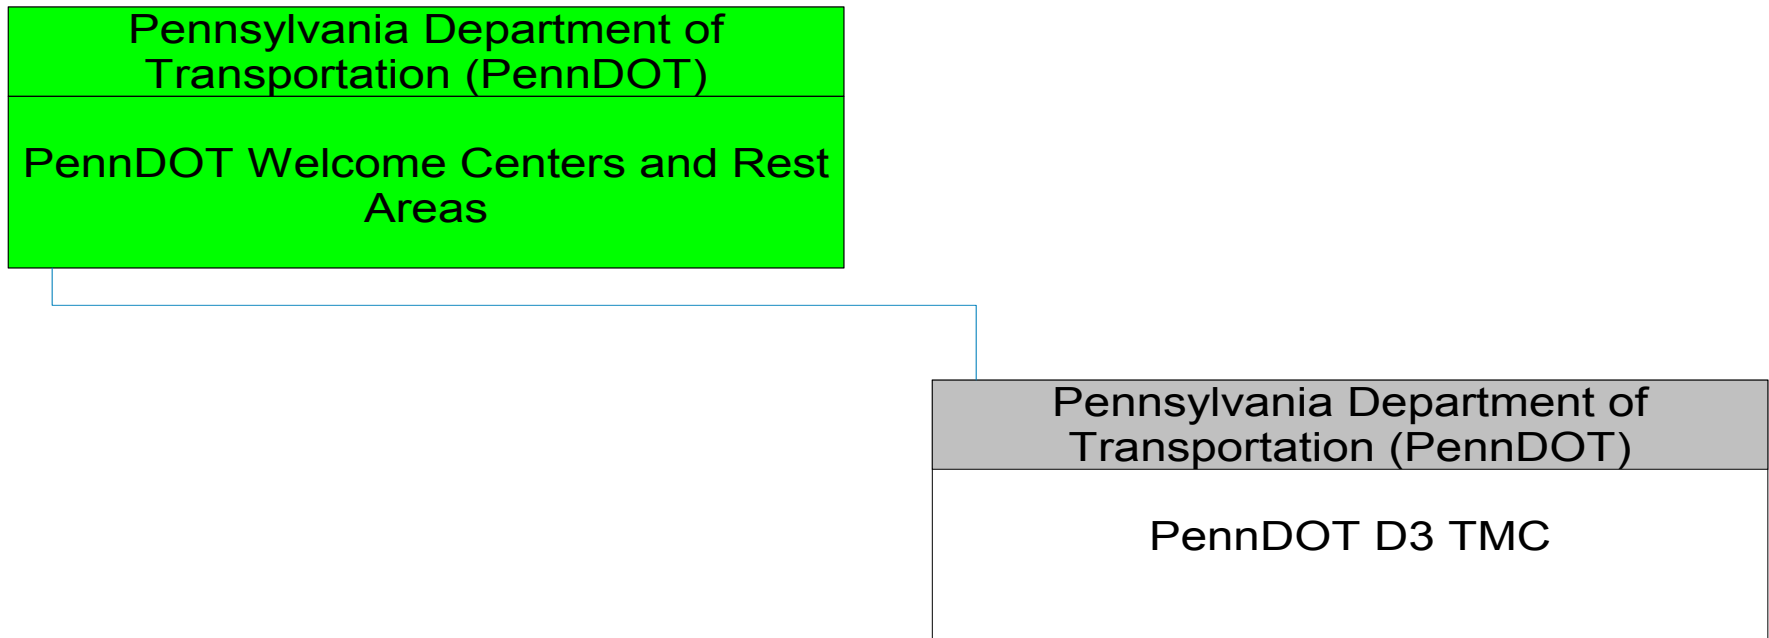 Pennsylvania Department of
Transportation (PennDOT)
PennDOT Welcome Centers and Rest
Areas
Pennsylvania Department of
Transportation (PennDOT)
PennDOT D3 TMC